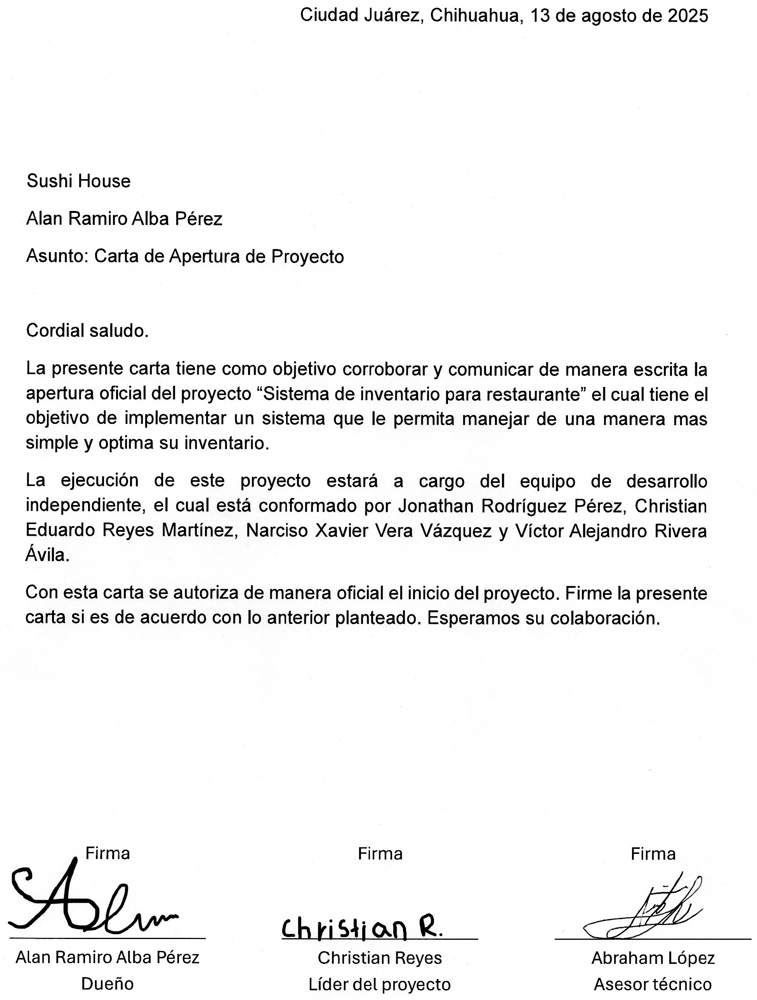 Ciudad Juárez, Chihuahua, 13 de agosto de 2025
Sushi House
Alan Ramiro Alba Pérez
Asunto: Carta de Apertura de Proyecto
Cordial saludo.
La presente carta tiene como objetivo corroborar y comunicar de manera escrita la
apertura oficial del proyecto “Sistema de inventario para restaurante” el cual tiene el
objetivo de implementar un sistema que le permita manejar de una manera mas
simple y optima su inventario.
La ejecución de este proyecto estará a cargo del equipo de desarrollo
independiente, el cual está conformado por Jonathan Rodríguez Pérez, Christian
Eduardo Reyes Martínez, Narciso Xavier Vera Vázquez y Víctor Alejandro Rivera
Ávila.
Con esta carta se autoriza de manera oficial el inicio del proyecto. Firme la presente
carta si es de acuerdo con lo anterior planteado. Esperamos su colaboración.
Firma Firma Firma
Christian R.
Alan Ramiro Alba Pérez Christian Reyes Abraham López
Dueño Líder del proyecto Asesor técnico